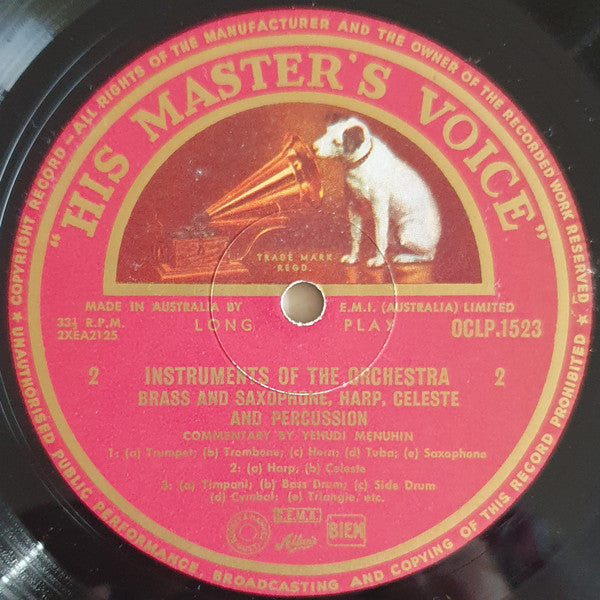 COPYRIGHT RECORD — ALL RIGHTS OF THE MANUFACTURER AND THE OWNER OF THE RECORDED WORK RESERVED
"HIS MASTER'S VOICE"
TRADE MARK
REGD.
MADE IN AUSTRALIA BY E.M.I. (AUSTRALIA) LIMITED
33⅓ R.P.M. LONG PLAY OCLP.1523
2XEA2125
2 INSTRUMENTS OF THE ORCHESTRA 2
BRASS AND SAXOPHONE, HARP, CELESTE
AND PERCUSSION
COMMENTARY BY YEHUDI MENUHIN
1: (a) Trumpet; (b) Trombone; (c) Horn; (d) Tuba; (e) Saxophone
2: (a) Harp; (b) Celeste
3: (a) Timpani; (b) Bass Drum; (c) Side Drum
(d) Cymbal; (e) Triangle, etc.
BIEM
UNAUTHORISED PUBLIC PERFORMANCE, BROADCASTING AND COPYING OF THIS RECORD PROHIBITED